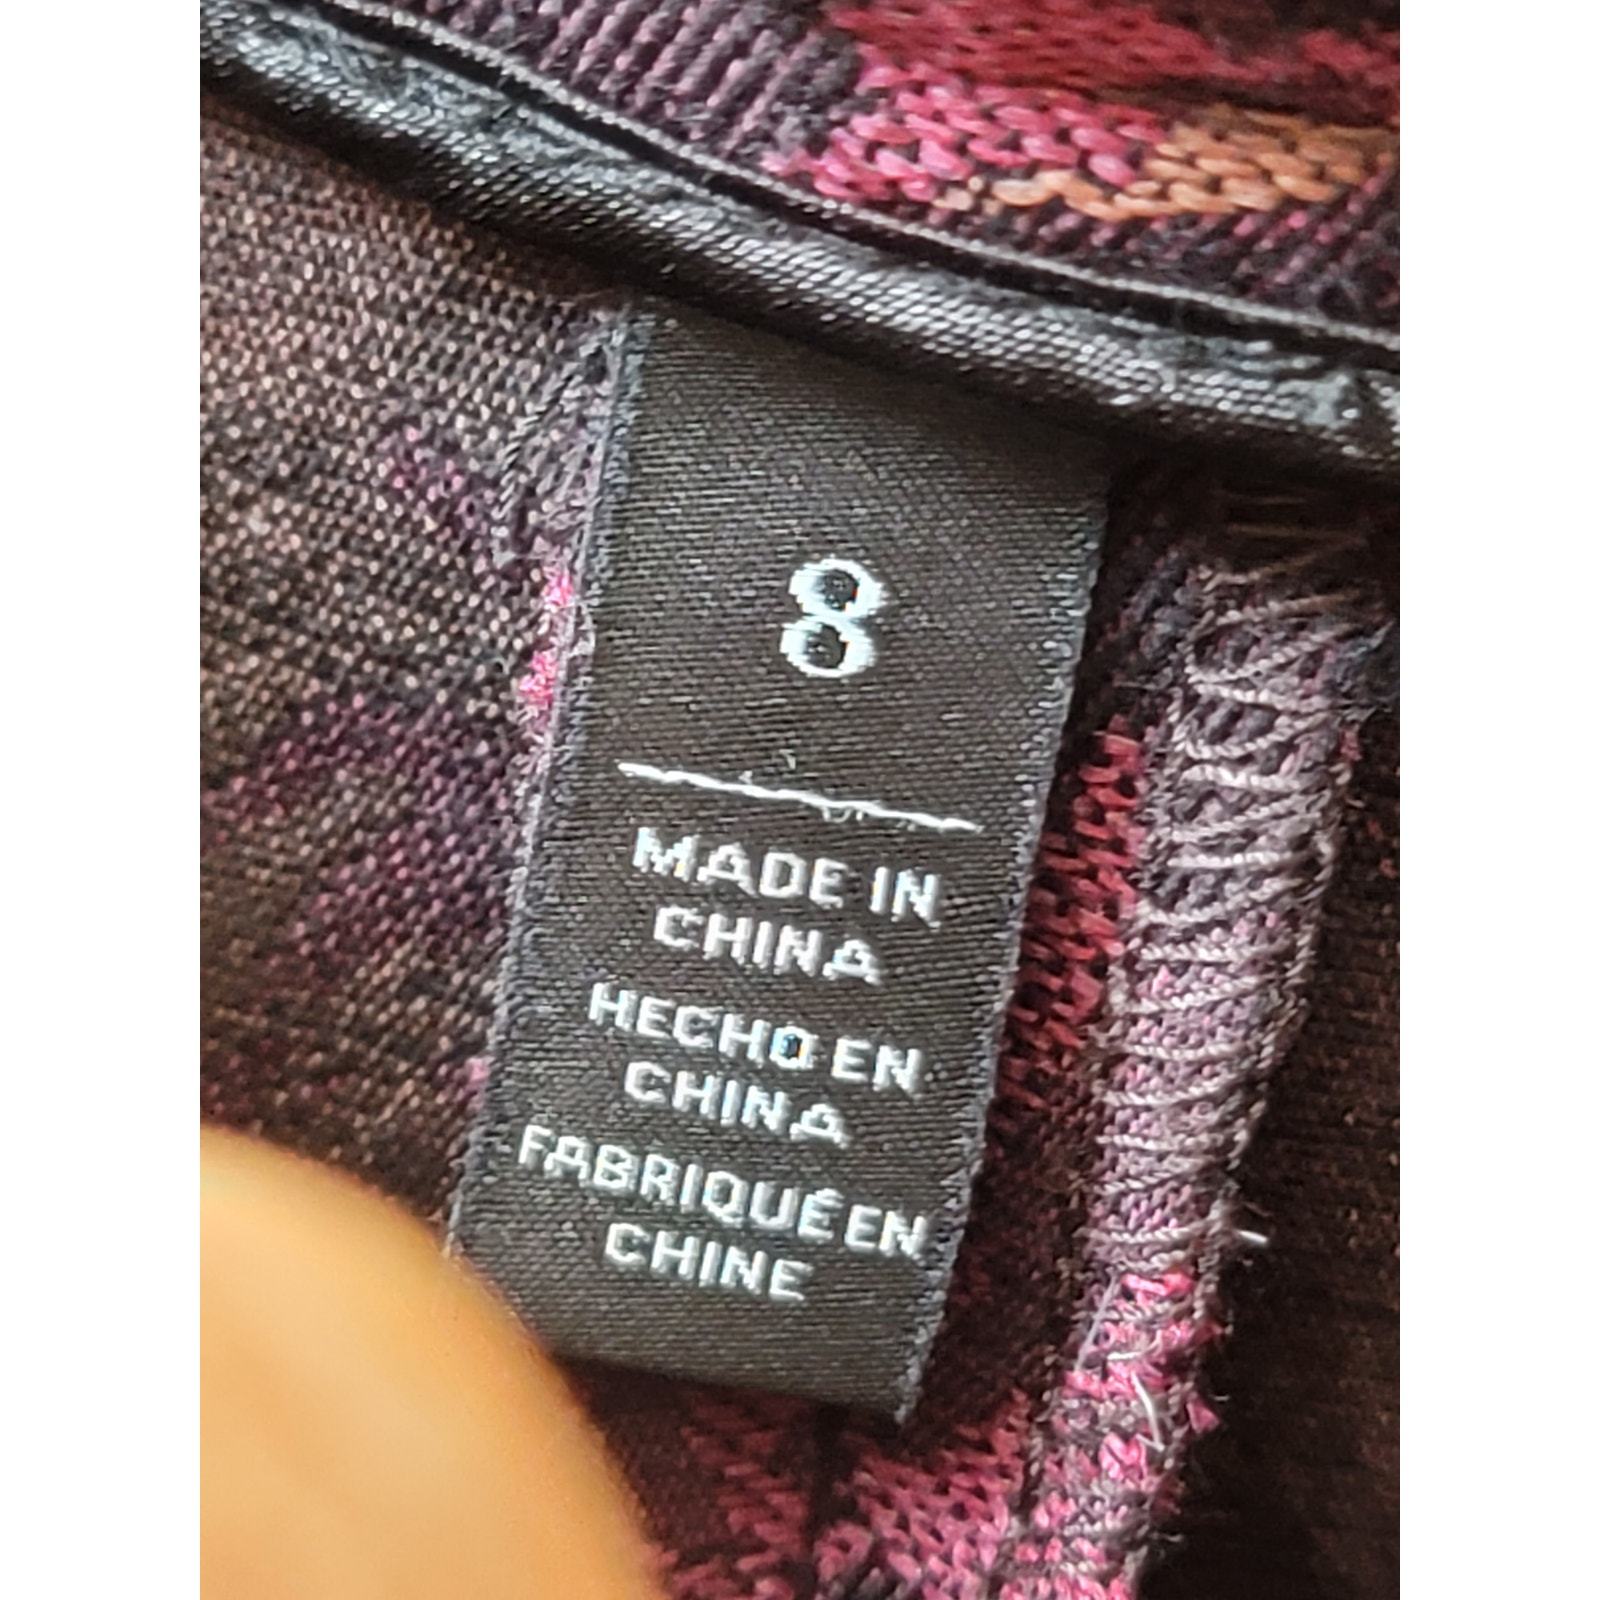 8
MADE IN
CHINA
HECHO EN
CHINA
FABRIQUÉ EN
CHINE